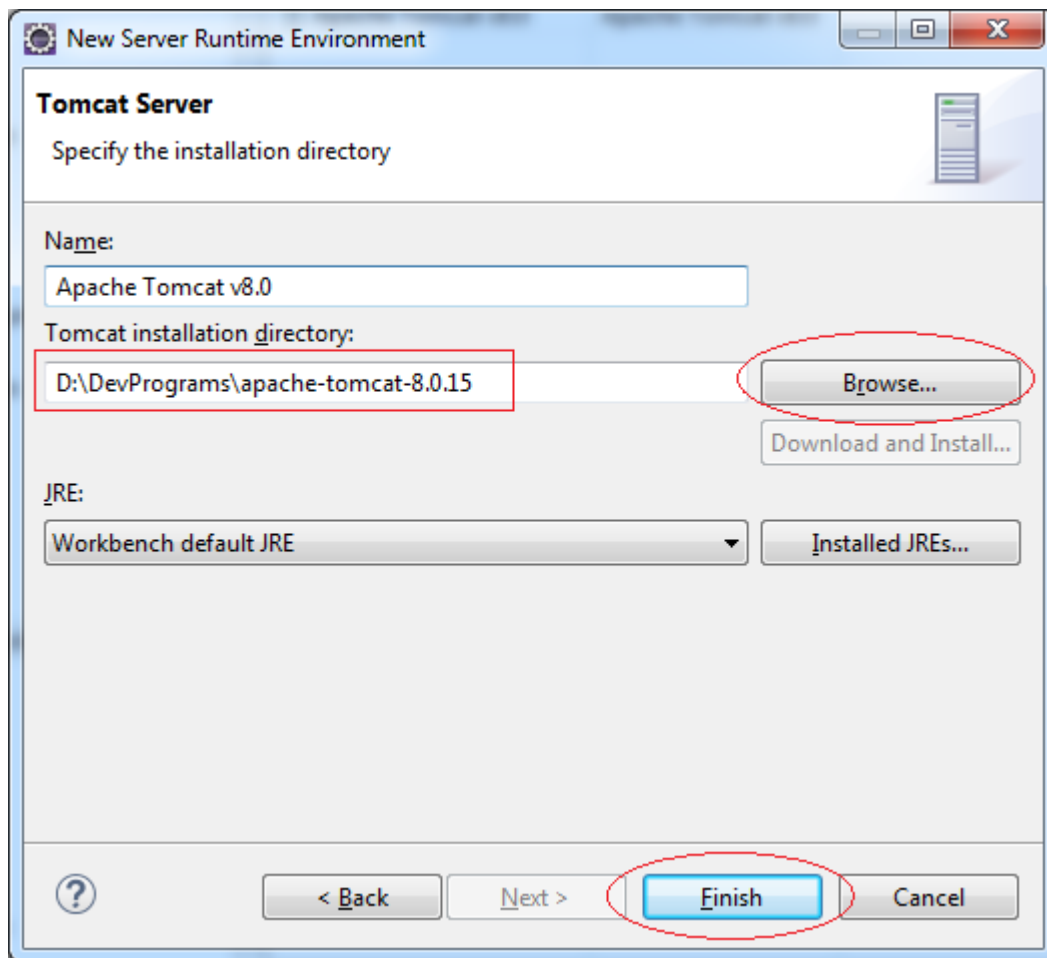 New Server Runtime Environment
Tomcat Server
Specify the installation directory
Name:
Apache Tomcat v8.0
Tomcat installation directory:
D:\DevPrograms\apache-tomcat-8.0.15
Browse...
Download and Install...
JRE:
Workbench default JRE
Installed JREs...
?
< Back
Next >
Finish
Cancel